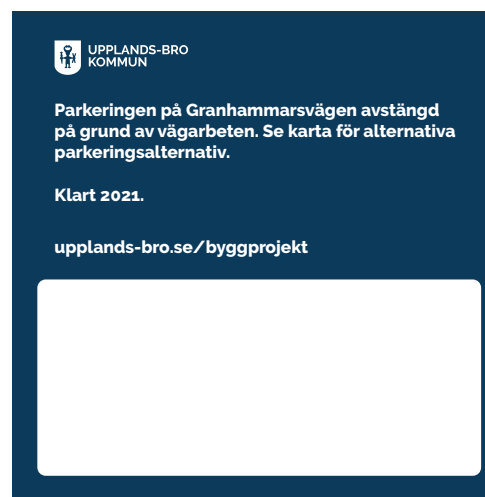 UPPLANDS-BRO
KOMMUN
Parkeringen på Granhammarsvägen avstängd
på grund av vägarbeten. Se karta för alternativa
parkeringsalternativ.
Klart 2021.
upplands-bro.se/byggprojekt